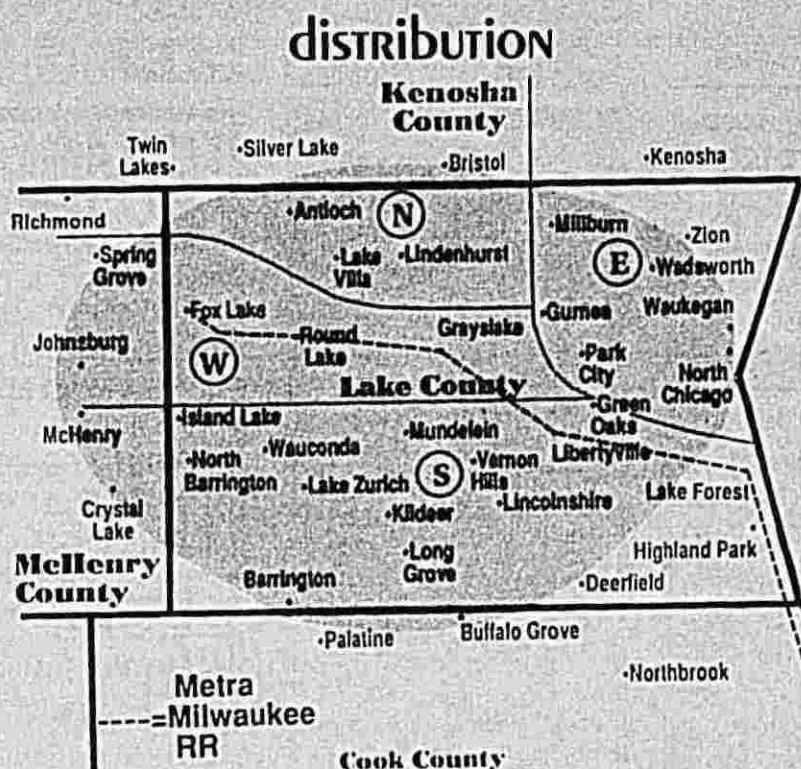 distribution
Kenosha
County
Twin
Lakes
Silver Lake
Bristol
Kenosha
Richmond
Antioch
N
Millburn
Zion
Spring
Grove
Lake
Villa
Lindenhurst
E
Wadsworth
Fox Lake
Gurnee
Waukegan
Johnsburg
Round
Lake
Grayslake
W
Park
City
North
Chicago
Lake County
McHenry
Island Lake
Green
Oaks
Mundelein
Wauconda
North
Barrington
Lake Zurich
S
Vernon
Hills
Libertyville
Crystal
Lake
Kildeer
Lincolnshire
Lake Forest
McHenry
County
Long
Grove
Highland Park
Barrington
Deerfield
Palatine
Buffalo Grove
Northbrook
Metra
----=Milwaukee
RR
Cook County